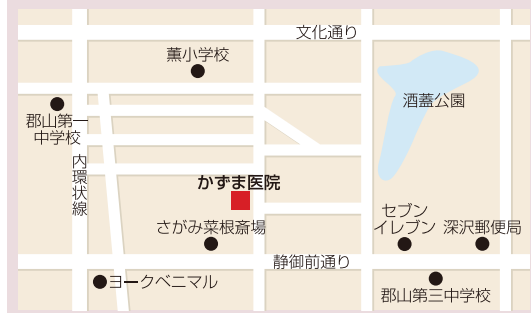 文化通り
薫小学校
酒蓋公園
郡山第一
中学校
内環状線
かずま医院
さがみ菜根斎場
セブン
イレブン
深沢郵便局
静御前通り
ヨークベニマル
郡山第三中学校